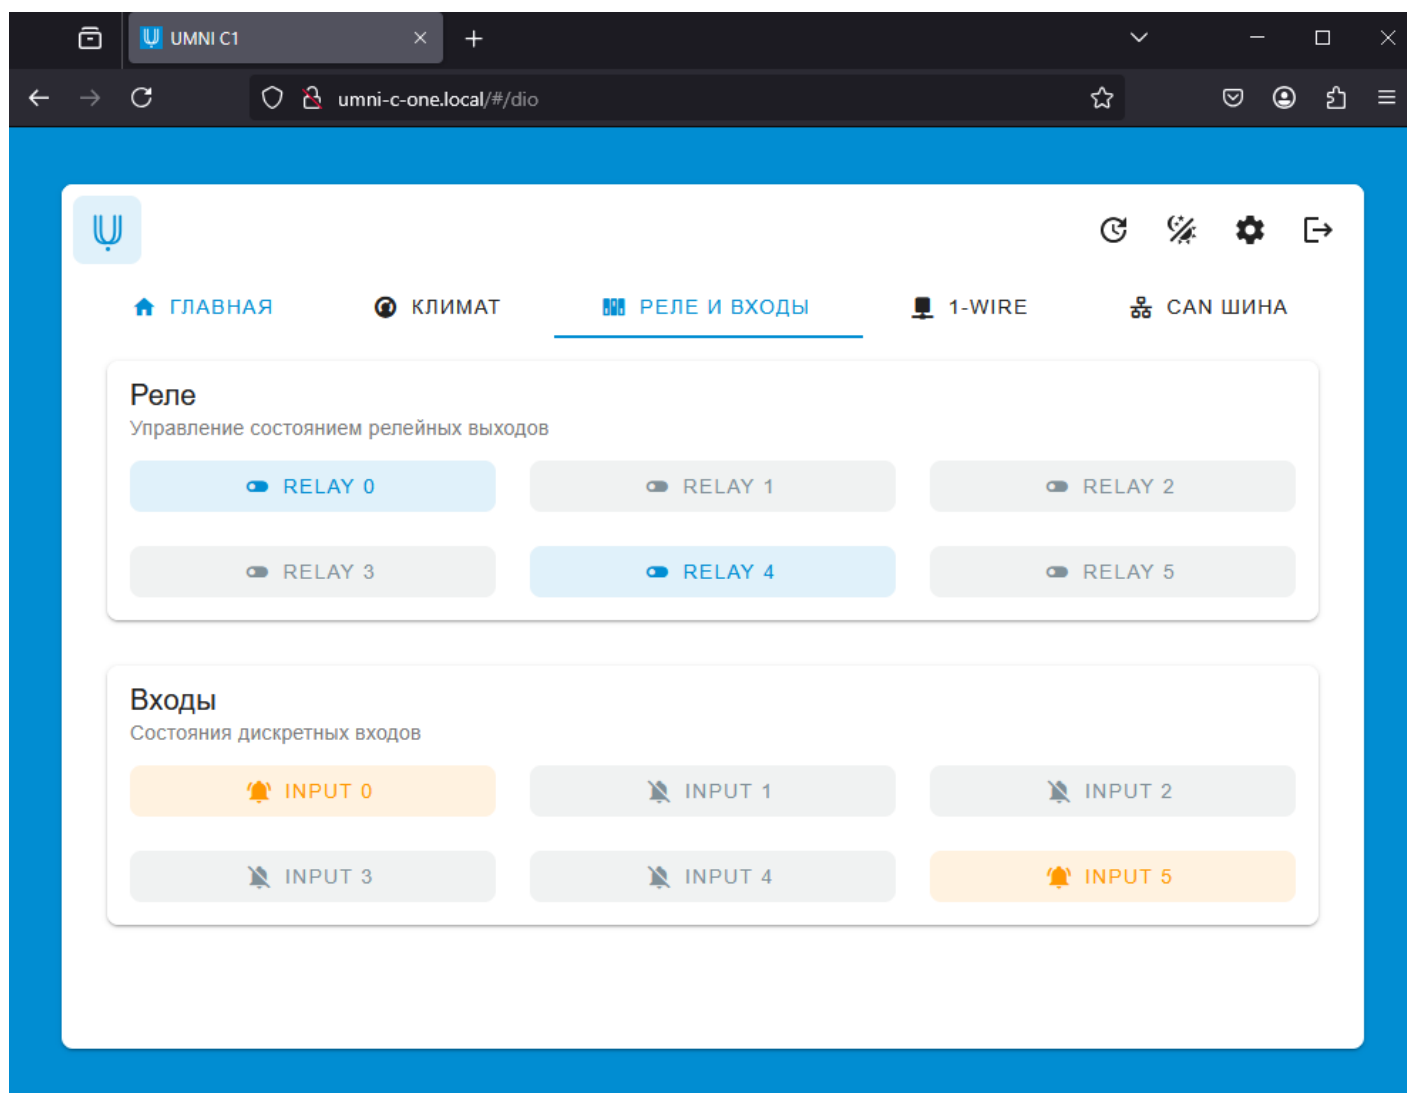 UMNI C1
umni-c-one.local/#/dio
ГЛАВНАЯ
КЛИМАТ
РЕЛЕ И ВХОДЫ
1-WIRE
CAN ШИНА
Реле
Управление состоянием релейных выходов
RELAY 0
RELAY 1
RELAY 2
RELAY 3
RELAY 4
RELAY 5
Входы
Состояния дискретных входов
INPUT 0
INPUT 1
INPUT 2
INPUT 3
INPUT 4
INPUT 5